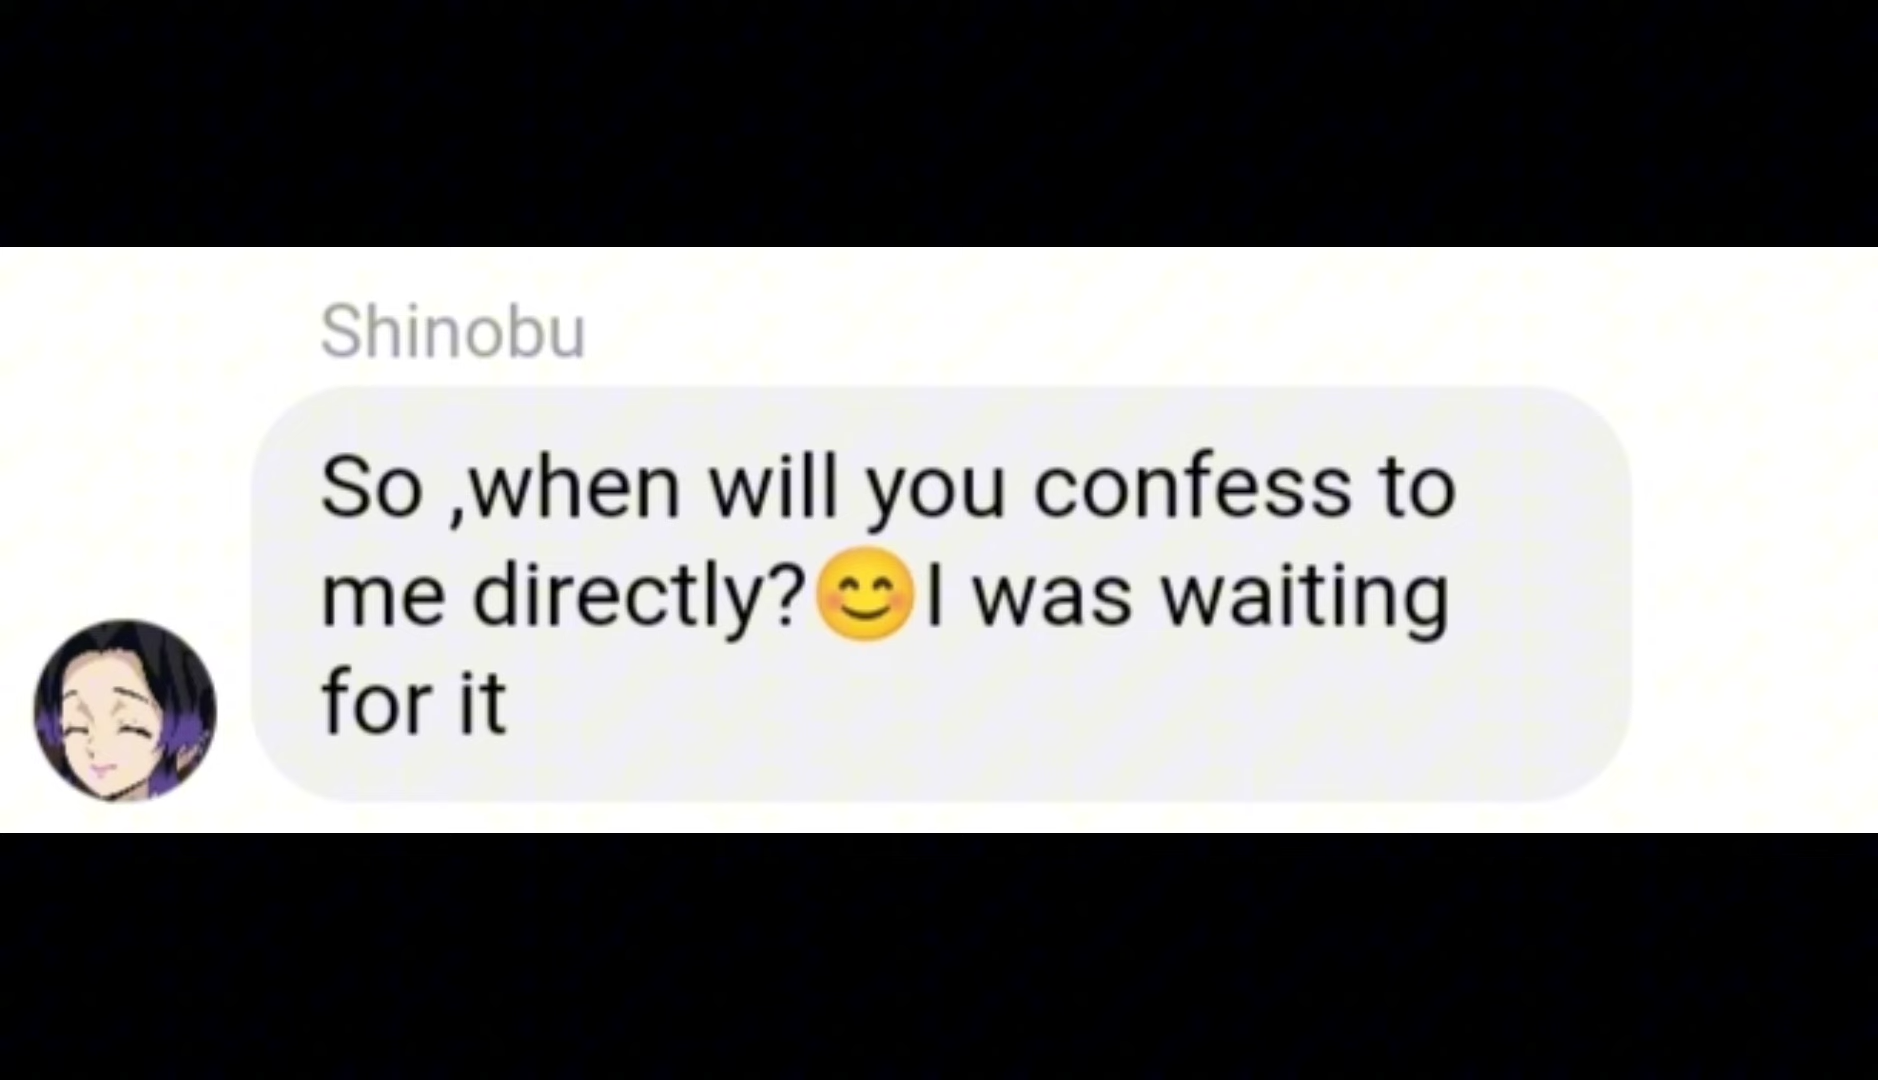 Shinobu
So ,when will you confess to
me directly?😊I was waiting
for it